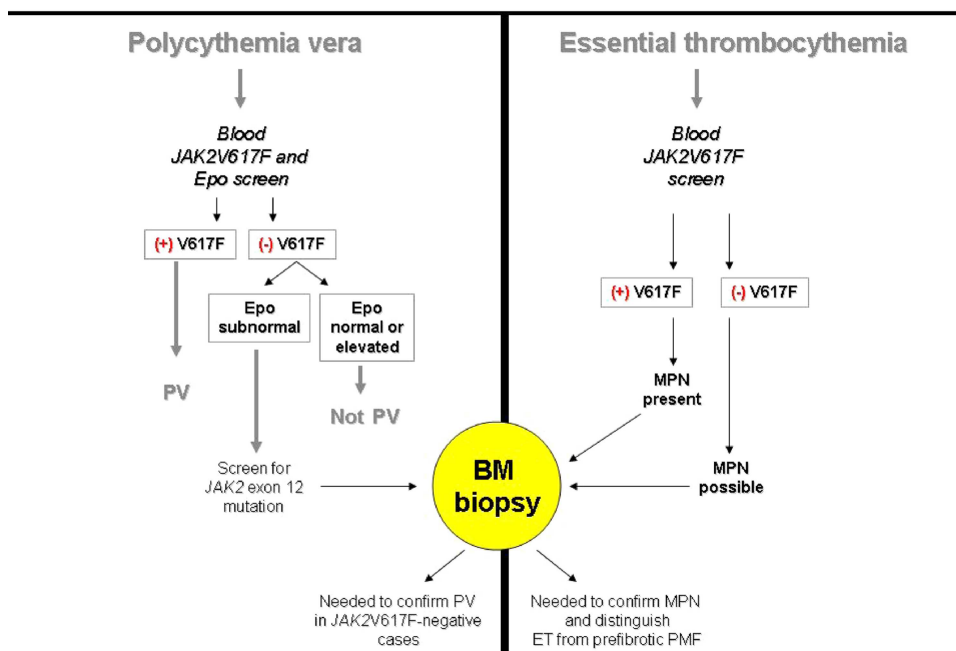 Polycythemia vera
Blood
JAK2V617F and
Epo screen
(+) V617F
(-) V617F
Epo
subnormal
Epo
normal or
elevated
PV
Not PV
Screen for
JAK2 exon 12
mutation
Essential thrombocythemia
Blood
JAK2V617F
screen
(+) V617F
(-) V617F
MPN
present
MPN
possible
BM
biopsy
Needed to confirm PV
in JAK2V617F-negative
cases
Needed to confirm MPN
and distinguish
ET from prefibrotic PMF